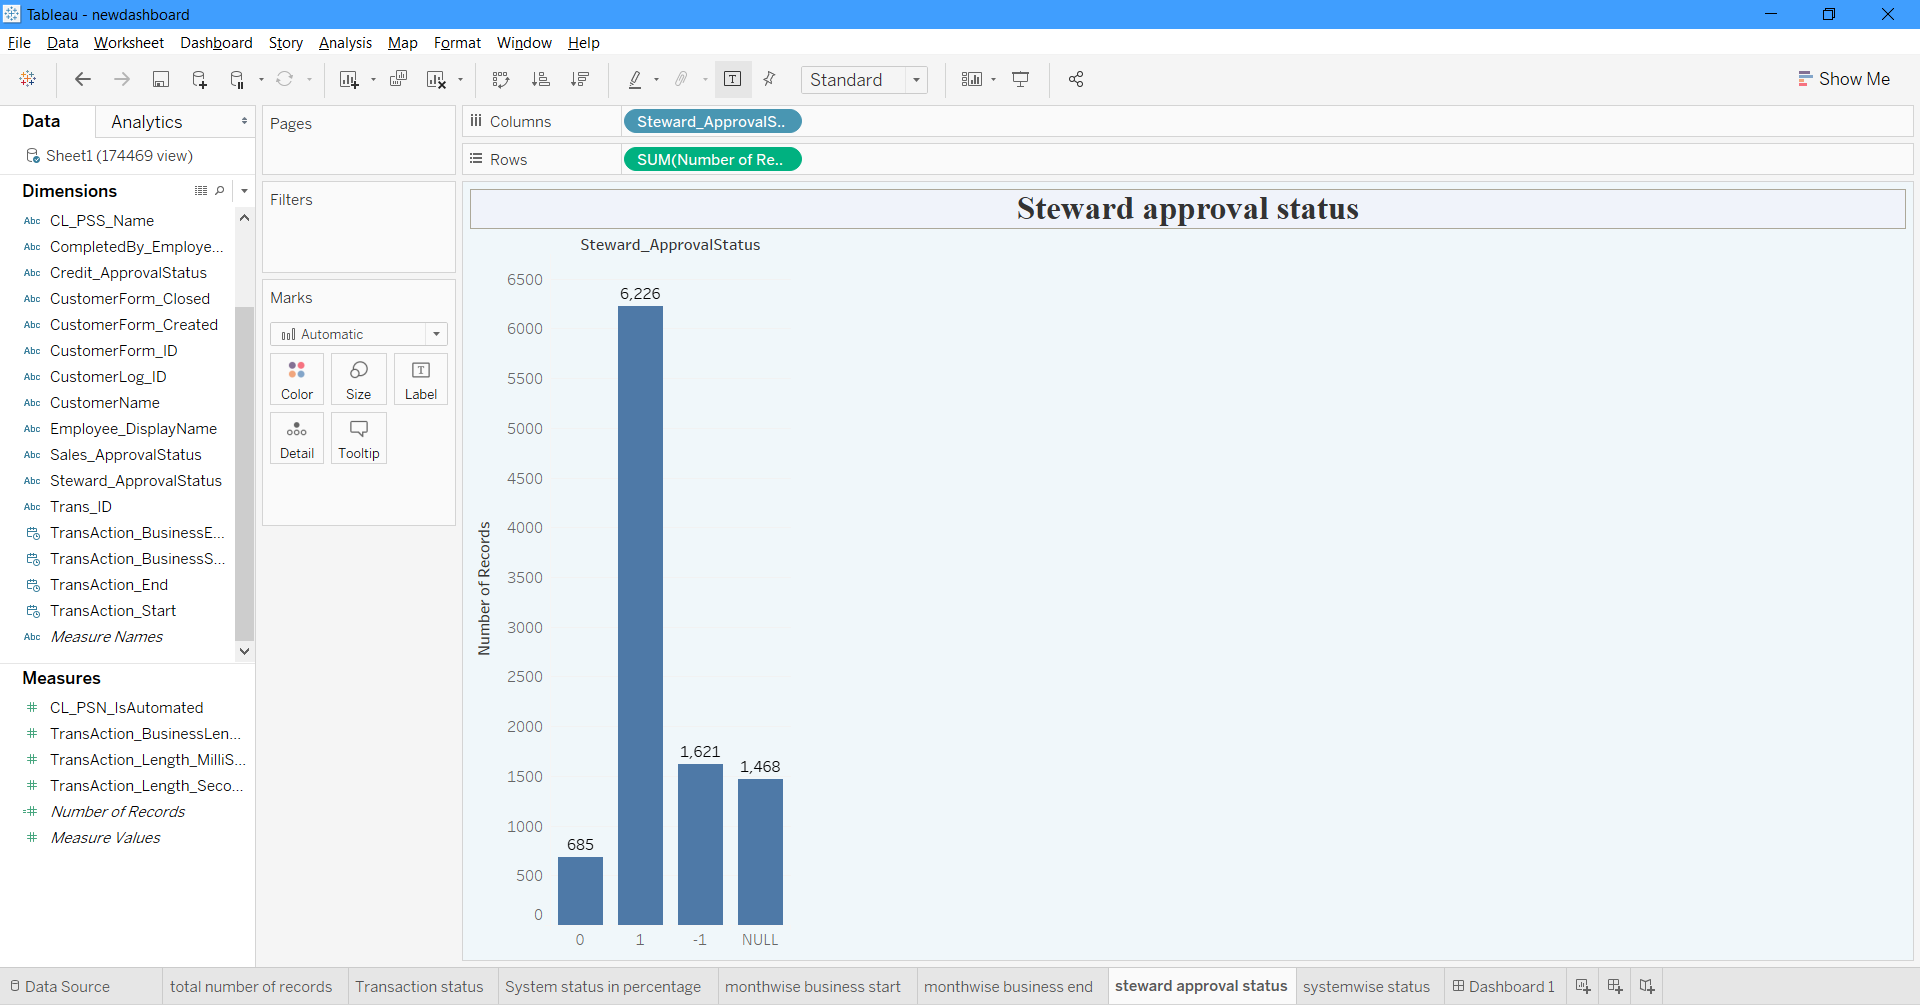 Tableau - newdashboard
File Data Worksheet Dashboard Story Analysis Map Format Window Help
Standard
Show Me
Data Analytics
Sheet1 (174469 view)
Dimensions
Abc CL_PSS_Name
Abc CompletedBy_Employe...
Abc Credit_ApprovalStatus
Abc CustomerForm_Closed
Abc CustomerForm_Created
Abc CustomerForm_ID
Abc CustomerLog_ID
Abc CustomerName
Abc Employee_DisplayName
Abc Sales_ApprovalStatus
Abc Steward_ApprovalStatus
Abc Trans_ID
TransAction_BusinessE...
TransAction_BusinessS...
TransAction_End
TransAction_Start
Abc Measure Names
Measures
# CL_PSN_IsAutomated
# TransAction_BusinessLen...
# TransAction_Length_MilliS...
# TransAction_Length_Seco...
=# Number of Records
# Measure Values
Pages
Filters
Marks
Automatic
Color Size Label
Detail Tooltip
Columns Steward_ApprovalS..
Rows SUM(Number of Re..
Steward approval status
Steward_ApprovalStatus
Number of Records
6500
6000
5500
5000
4500
4000
3500
3000
2500
2000
1500
1000
500
0
685
6,226
1,621
1,468
0 1 -1 NULL
Data Source total number of records Transaction status System status in percentage monthwise business start monthwise business end steward approval status systemwise status Dashboard 1